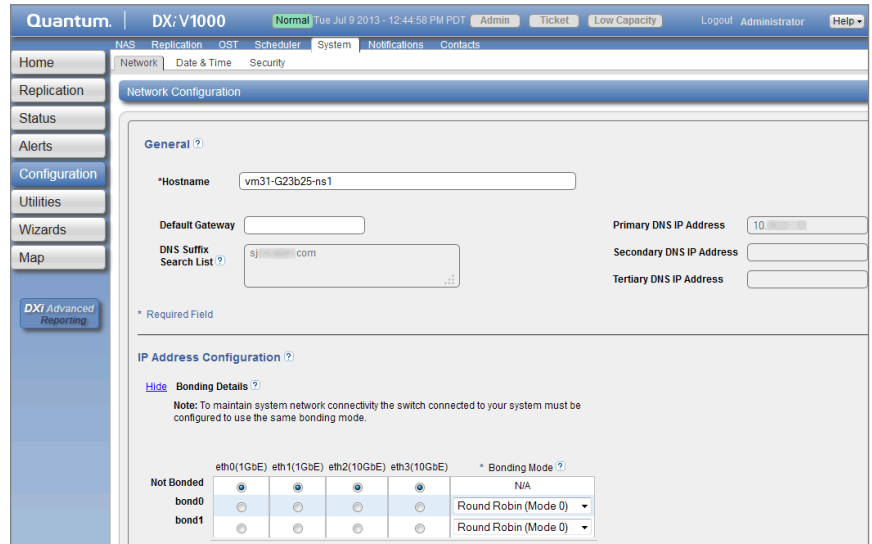 Quantum. DXi V1000 Normal Tue Jul 9 2013 - 12:44:58 PM PDT Admin Ticket Low Capacity Logout Administrator Help
NAS Replication OST Scheduler System Notifications Contacts
Network Date & Time Security
Home
Replication
Status
Alerts
Configuration
Utilities
Wizards
Map
DXi Advanced
Reporting
Network Configuration
General ?
*Hostname vm31-G23b25-ns1
Default Gateway
Primary DNS IP Address 10.
DNS Suffix
Search List ? sj com
Secondary DNS IP Address
Tertiary DNS IP Address
* Required Field
IP Address Configuration ?
Hide Bonding Details ?
Note: To maintain system network connectivity the switch connected to your system must be
configured to use the same bonding mode.
eth0(1GbE) eth1(1GbE) eth2(10GbE) eth3(10GbE) * Bonding Mode ?
Not Bonded N/A
bond0 Round Robin (Mode 0)
bond1 Round Robin (Mode 0)